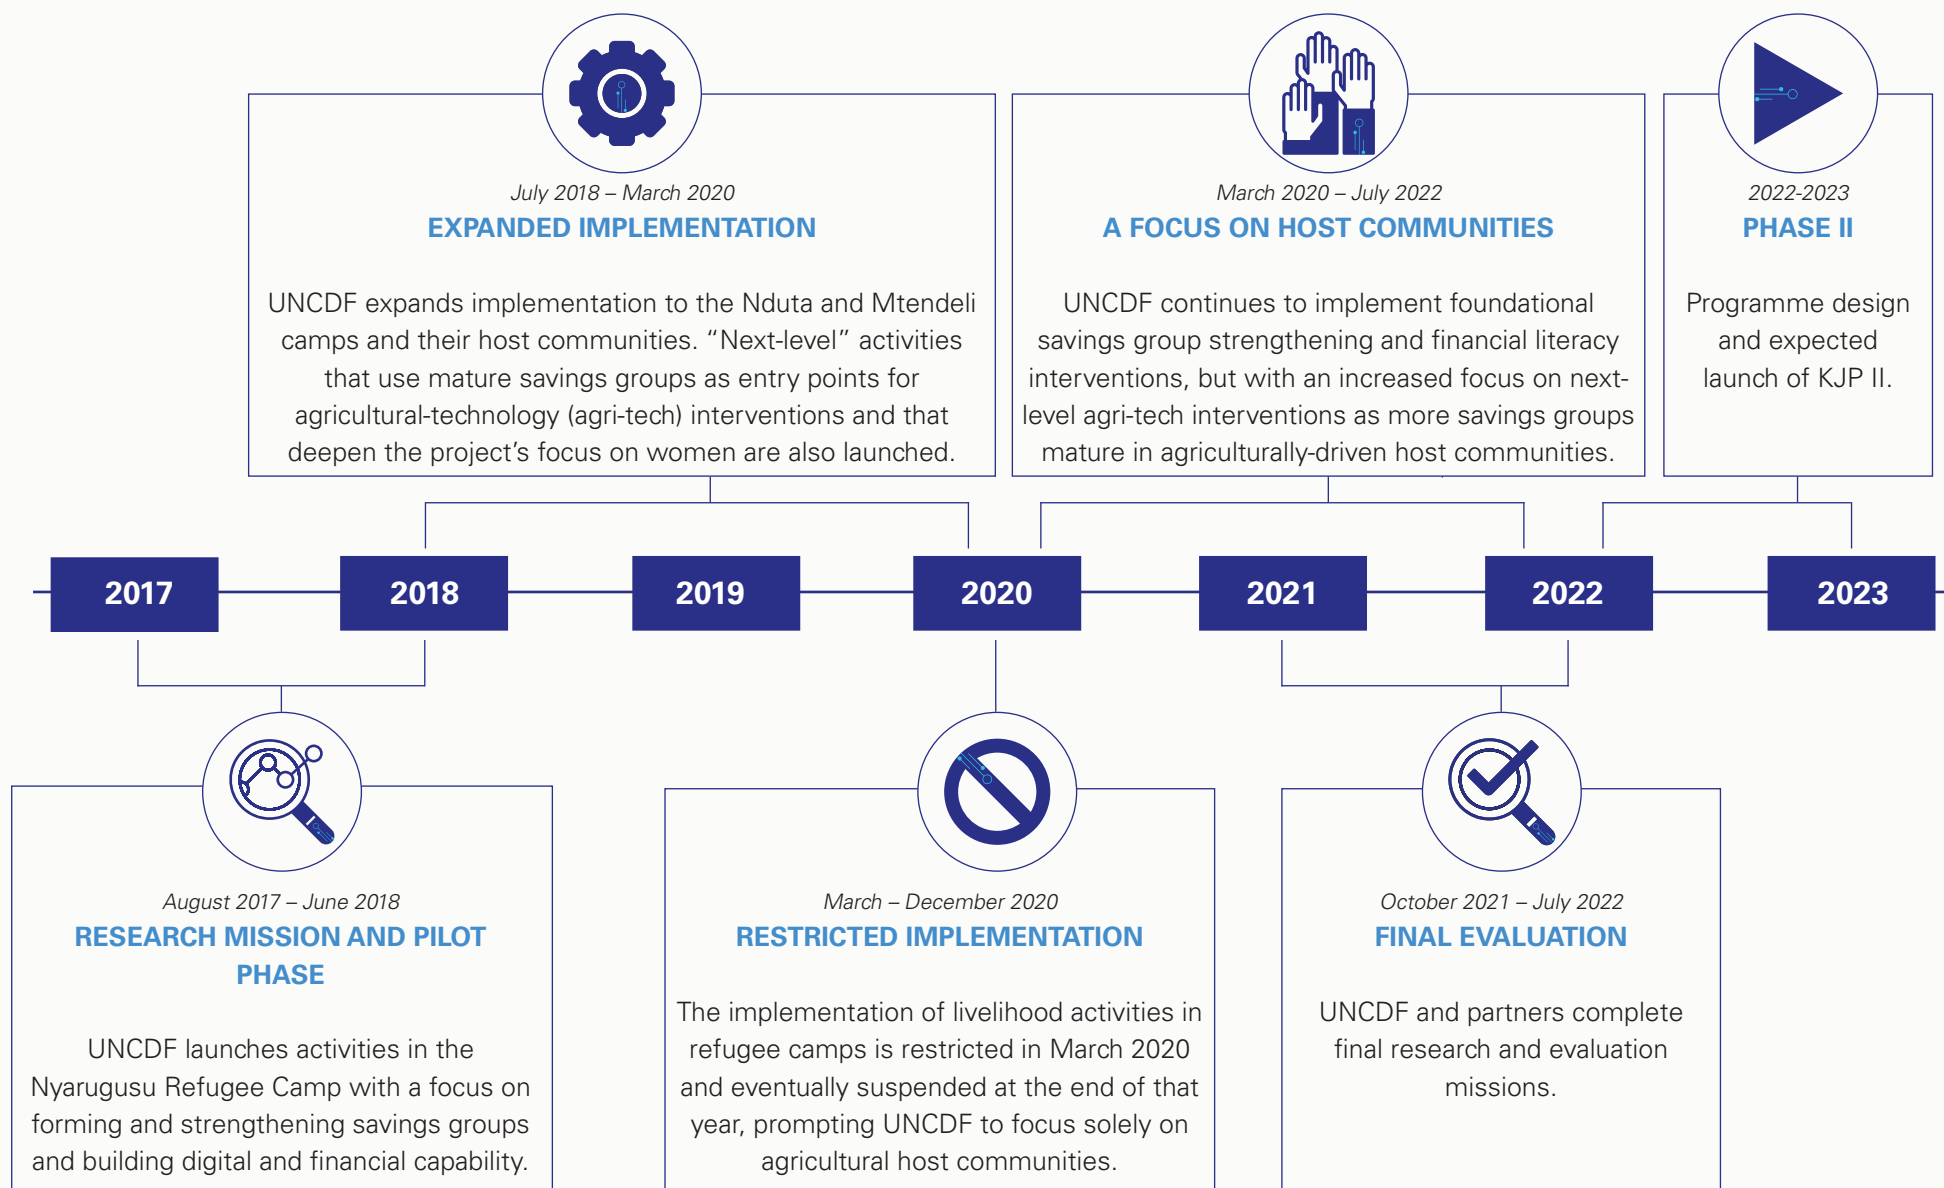 July 2018 – March 2020
EXPANDED IMPLEMENTATION
UNCDF expands implementation to the Nduta and Mtendeli
camps and their host communities. “Next-level” activities
that use mature savings groups as entry points for
agricultural-technology (agri-tech) interventions and that
deepen the project’s focus on women are also launched.
March 2020 – July 2022
A FOCUS ON HOST COMMUNITIES
UNCDF continues to implement foundational
savings group strengthening and financial literacy
interventions, but with an increased focus on next-
level agri-tech interventions as more savings groups
mature in agriculturally-driven host communities.
2022-2023
PHASE II
Programme design
and expected
launch of KJP II.
2017
2018
2019
2020
2021
2022
2023
August 2017 – June 2018
RESEARCH MISSION AND PILOT
PHASE
UNCDF launches activities in the
Nyarugusu Refugee Camp with a focus on
forming and strengthening savings groups
and building digital and financial capability.
March – December 2020
RESTRICTED IMPLEMENTATION
The implementation of livelihood activities in
refugee camps is restricted in March 2020
and eventually suspended at the end of that
year, prompting UNCDF to focus solely on
agricultural host communities.
October 2021 – July 2022
FINAL EVALUATION
UNCDF and partners complete
final research and evaluation
missions.